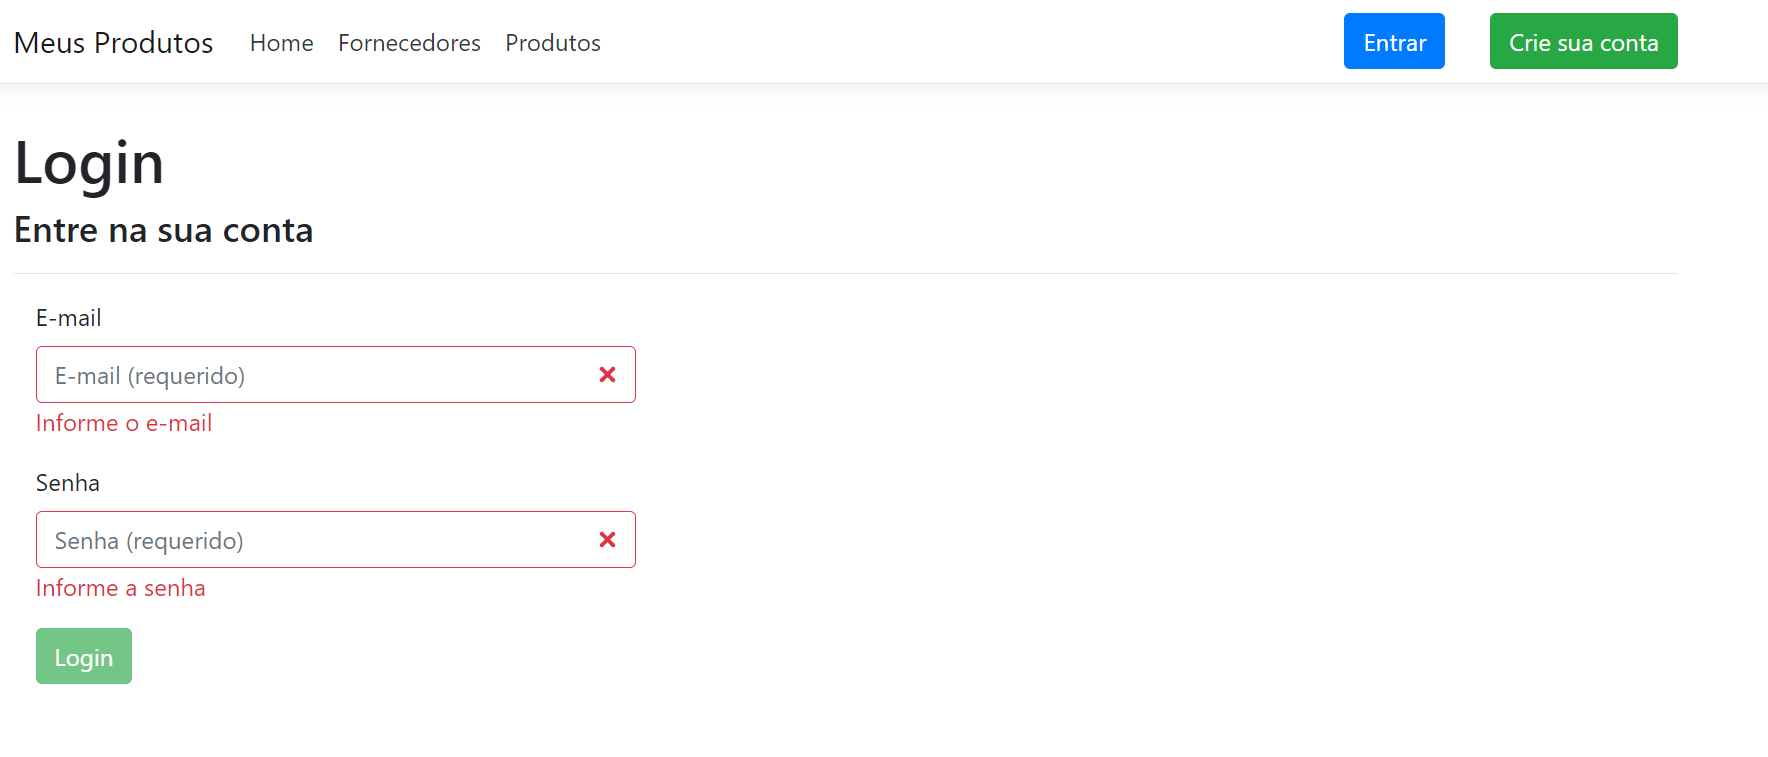 Meus Produtos Home Fornecedores Produtos Entrar Crie sua conta
Login
Entre na sua conta
E-mail
E-mail (requerido)
Informe o e-mail
Senha
Senha (requerido)
Informe a senha
Login